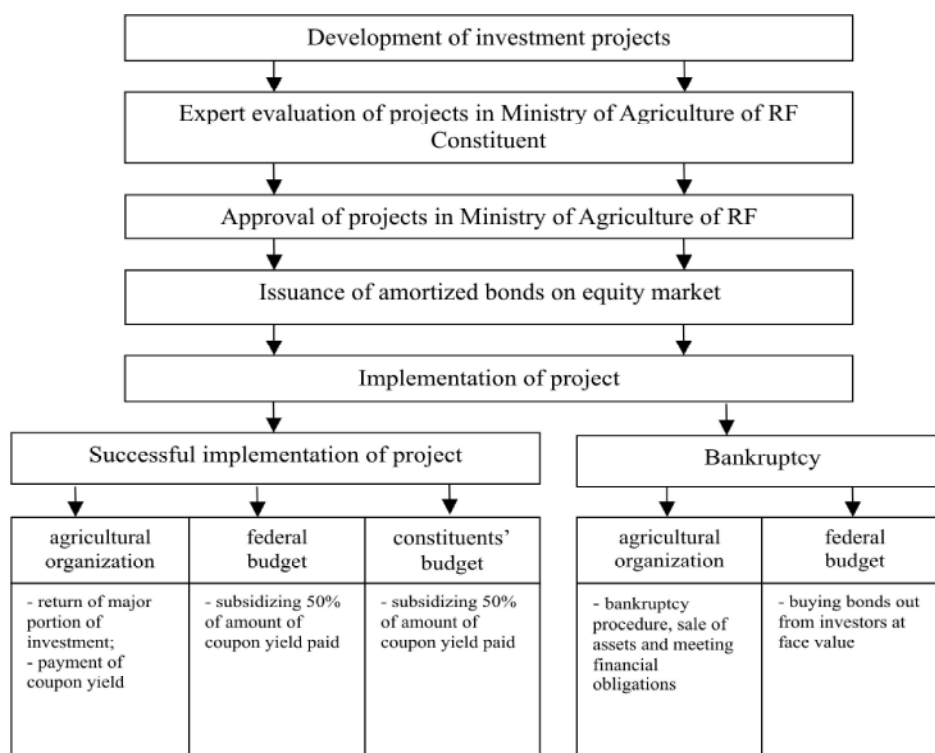 Development of investment projects
Expert evaluation of projects in Ministry of Agriculture of RF
Constituent
Approval of projects in Ministry of Agriculture of RF
Issuance of amortized bonds on equity market
Implementation of project
Successful implementation of project
Bankruptcy
agricultural
organization
federal
budget
constituents’
budget
agricultural
organization
federal
budget
- return of major
portion of
investment;
- payment of
coupon yield
- subsidizing 50%
of amount of
coupon yield paid
- subsidizing 50%
of amount of
coupon yield paid
- bankruptcy
procedure, sale of
assets and meeting
financial
obligations
- buying bonds out
from investors at
face value